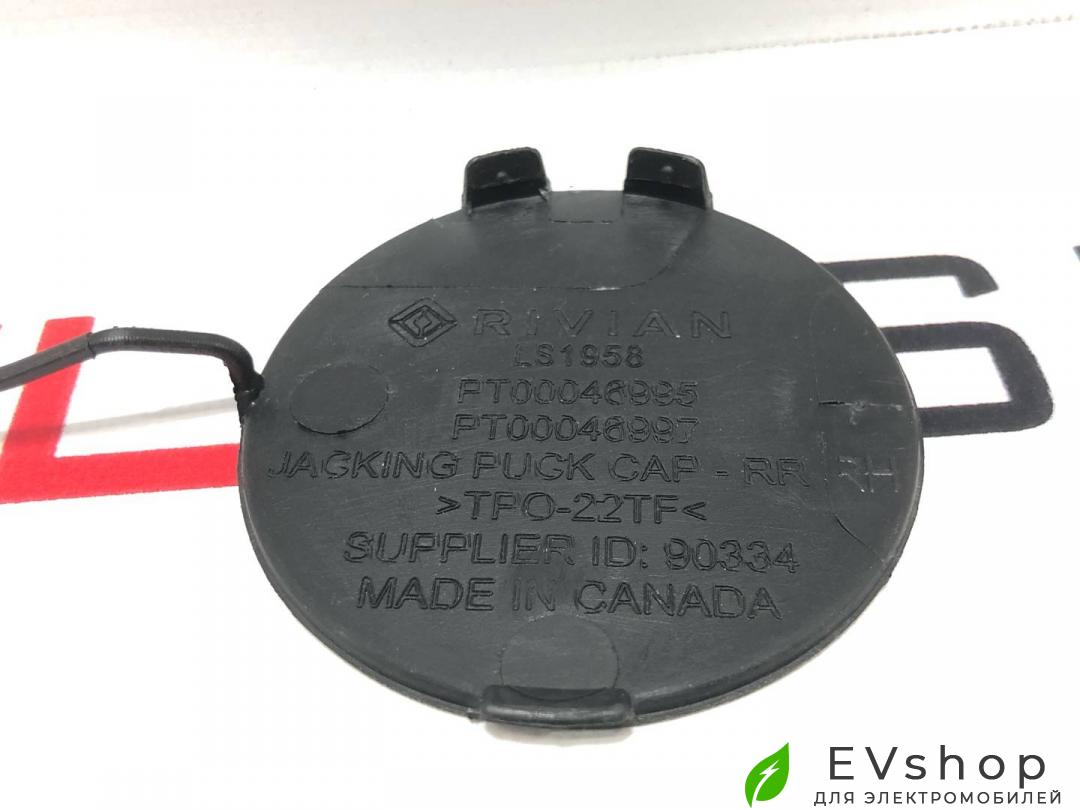 RIVIAN
LS1958
PT00046995
PT00046997
JACKING PUCK CAP - RR RH
>TPO-22TF<
SUPPLIER ID: 90334
MADE IN CANADA
EVshop
ДЛЯ ЭЛЕКТРОМОБИЛЕЙ